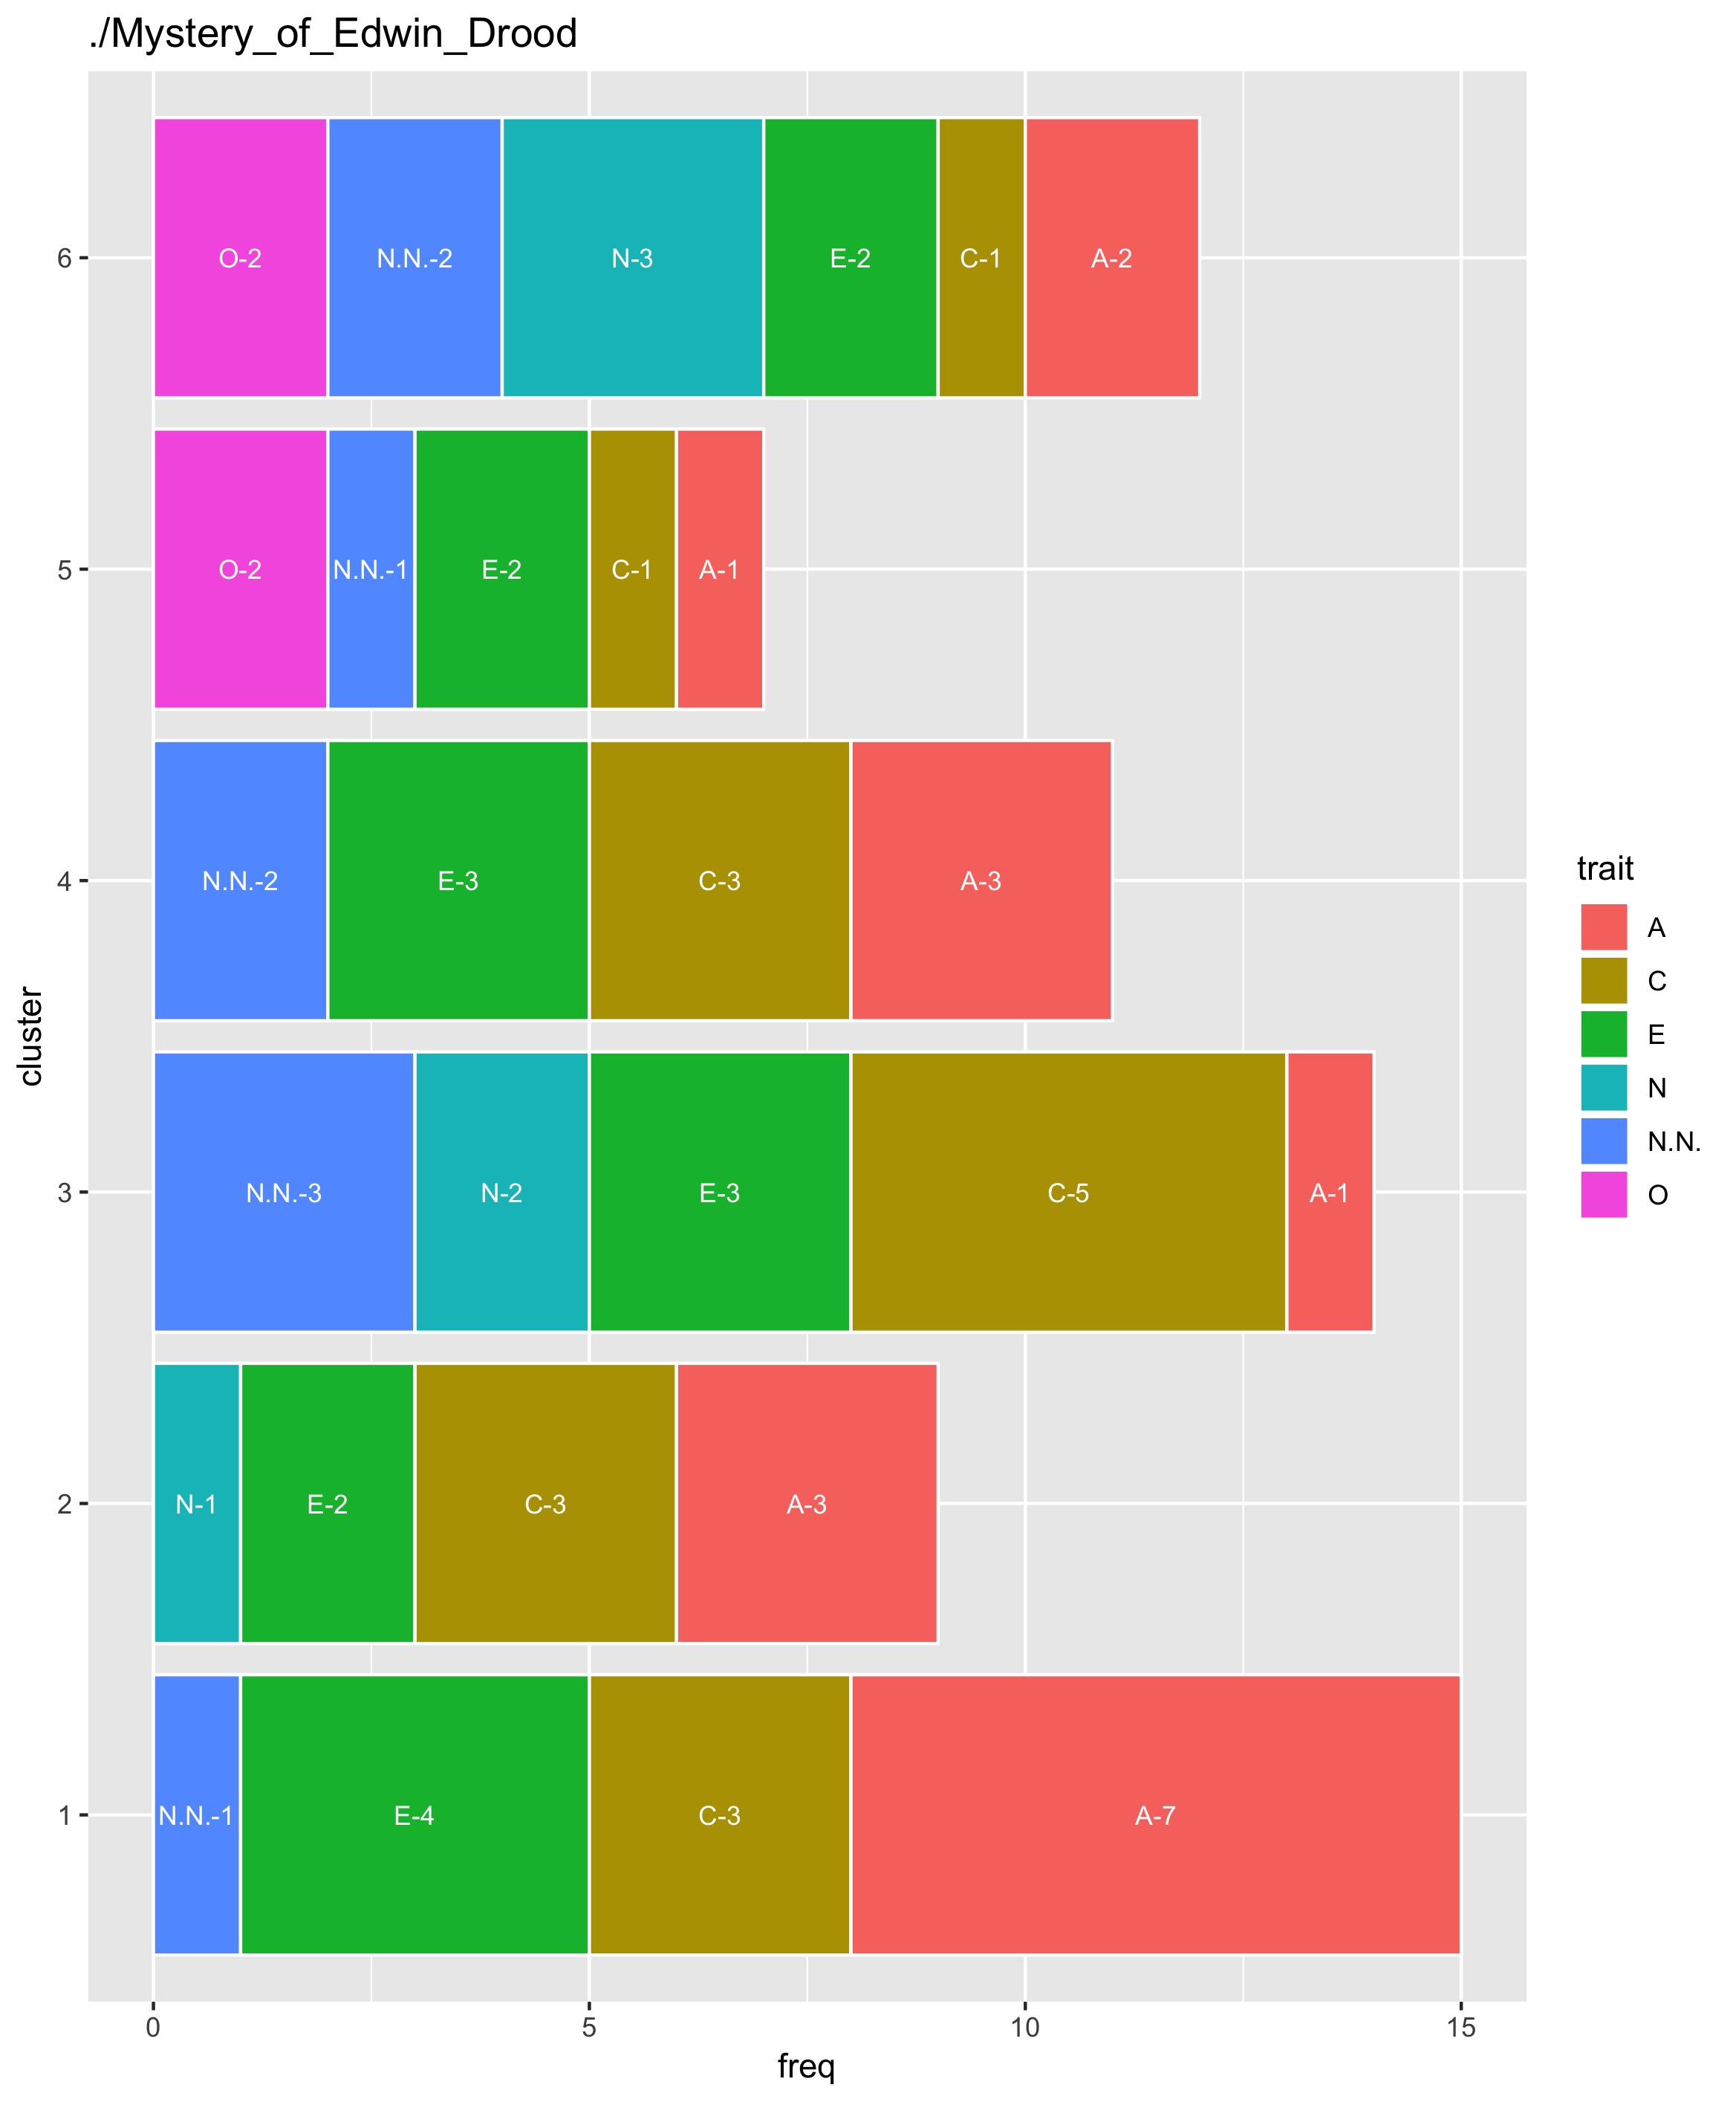 ./Mystery_of_Edwin_Drood
6
O-2 N.N.-2 N-3 E-2 C-1 A-2
5
O-2 N.N.-1 E-2 C-1 A-1
4
N.N.-2 E-3 C-3 A-3
3
N.N.-3 N-2 E-3 C-5 A-1
2
N-1 E-2 C-3 A-3
1
N.N.-1 E-4 C-3 A-7
cluster
0 5 10 15
freq
trait
A
C
E
N
N.N.
O